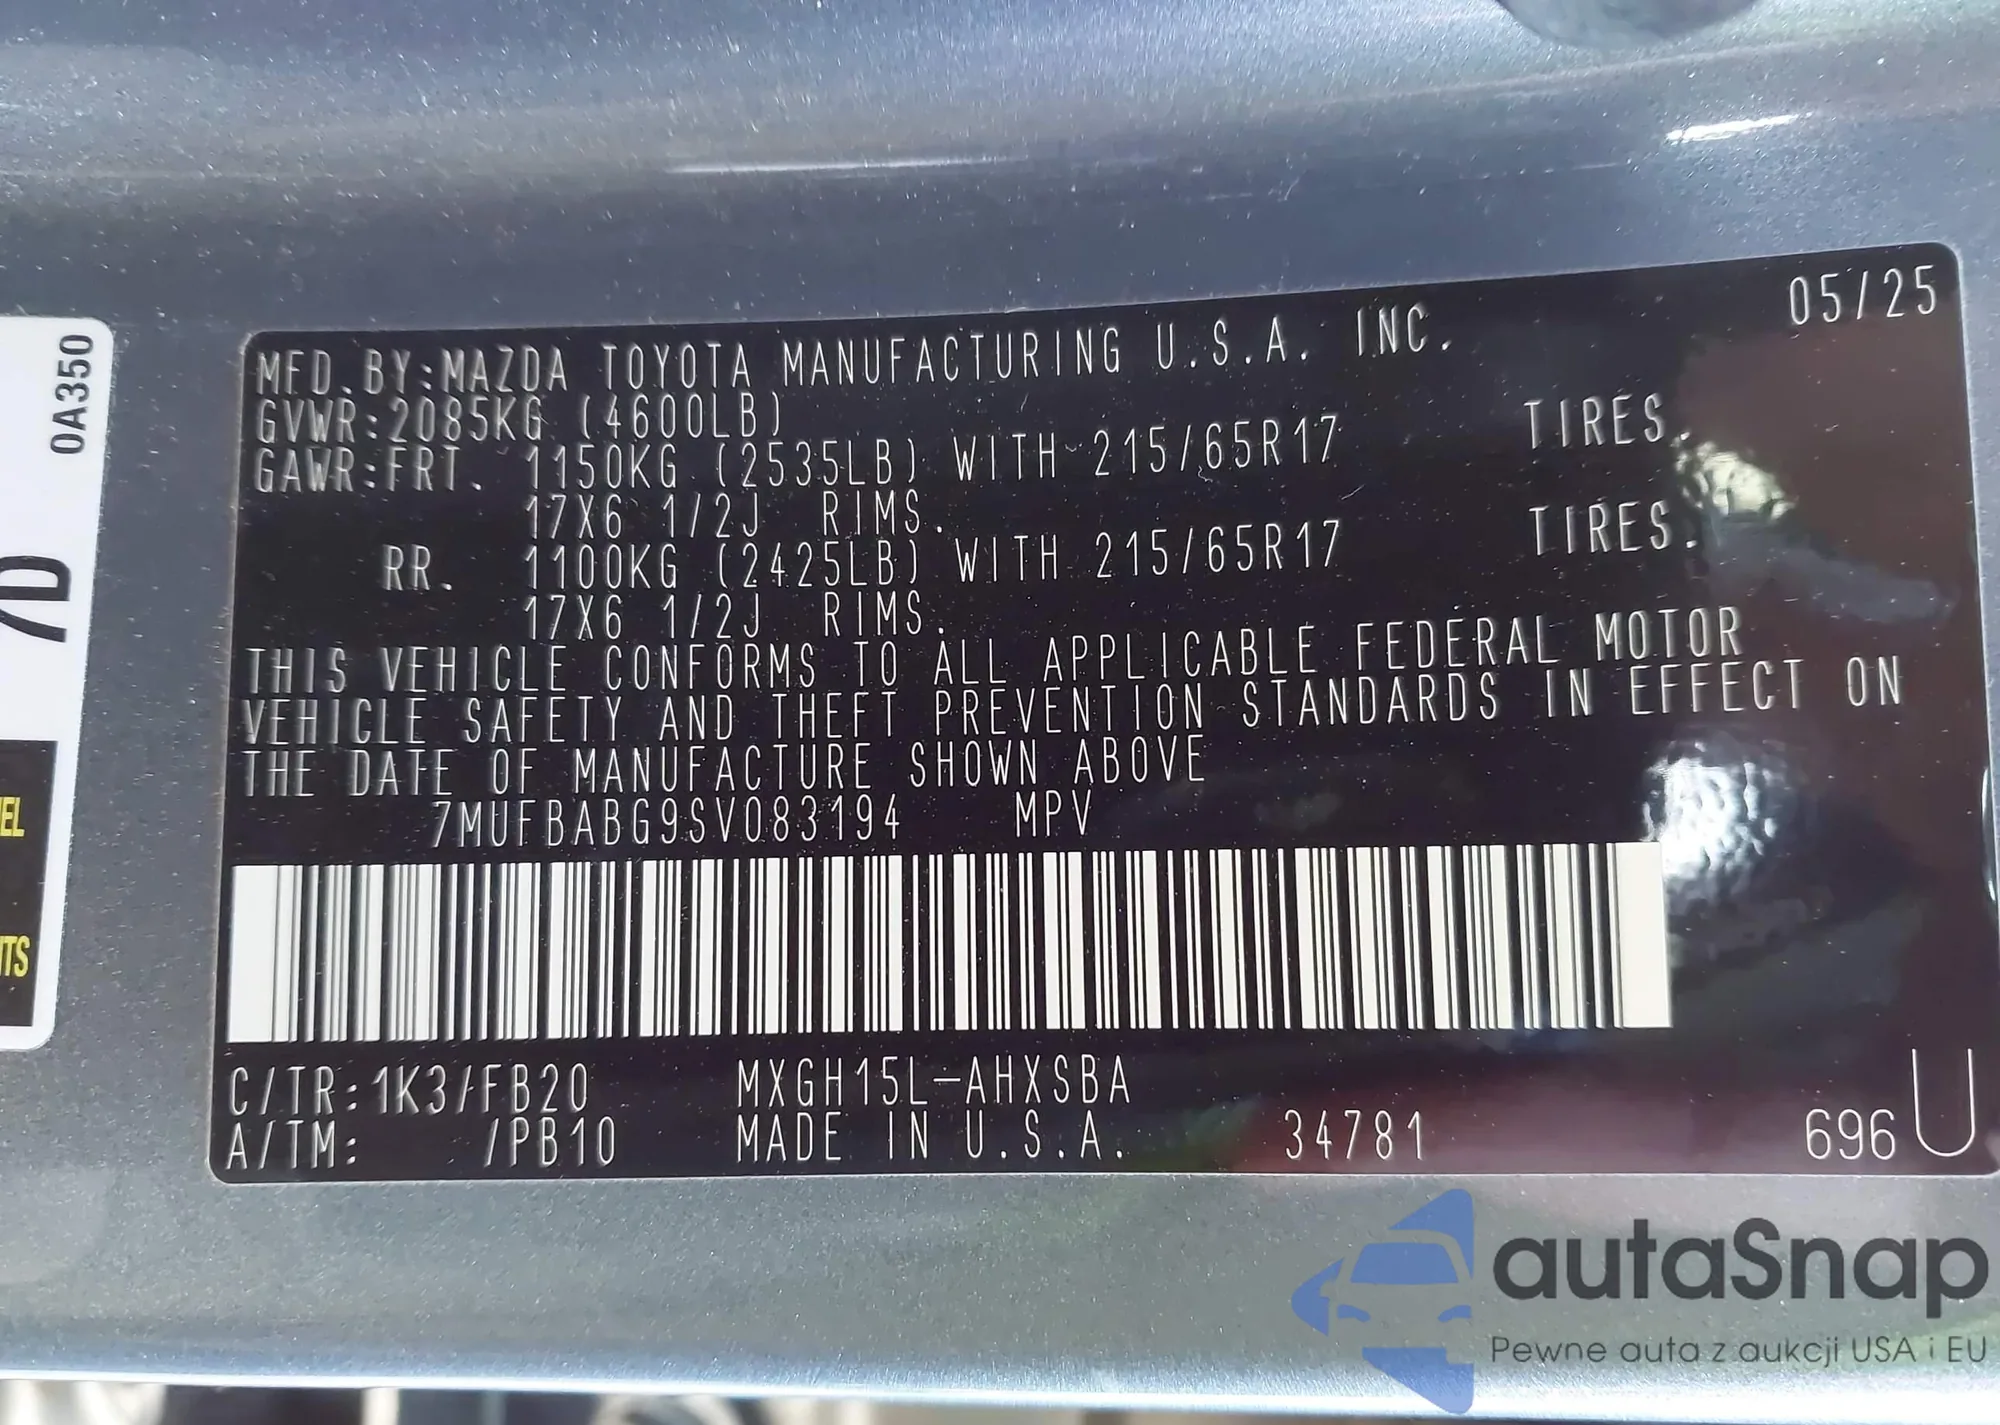 05/25
MFD. BY:MAZDA TOYOTA MANUFACTURING U.S.A. INC.
GVWR:2085KG (4600LB)
GAWR:FRT. 1150KG (2535LB) WITH 215/65R17 TIRES.
17X6 1/2J RIMS.
RR. 1100KG (2425LB) WITH 215/65R17 TIRES.
17X6 1/2J RIMS.
THIS VEHICLE CONFORMS TO ALL APPLICABLE FEDERAL MOTOR
VEHICLE SAFETY AND THEFT PREVENTION STANDARDS IN EFFECT ON
THE DATE OF MANUFACTURE SHOWN ABOVE
7MUFBABG9SV083194 MPV
C/TR:1K3/FB20 MXGH15L-AHXSBA
A/TM: /PB10 MADE IN U.S.A. 34781 696 U
0A350
7D
autaSnap
Pewne auta z aukcji USA i EU